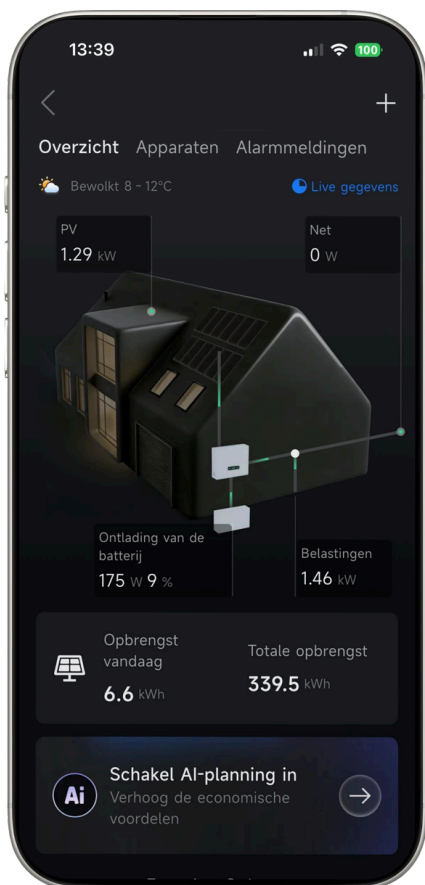 13:39
100
Overzicht Apparaten Alarmmeldingen
Bewolkt 8 - 12°C
Live gegevens
PV
1.29 kW
Net
0 W
Ontlading van de
batterij
175 W 9 %
Belastingen
1.46 kW
Opbrengst
vandaag
6.6 kWh
Totale opbrengst
339.5 kWh
Ai
Schakel AI-planning in
Verhoog de economische
voordelen